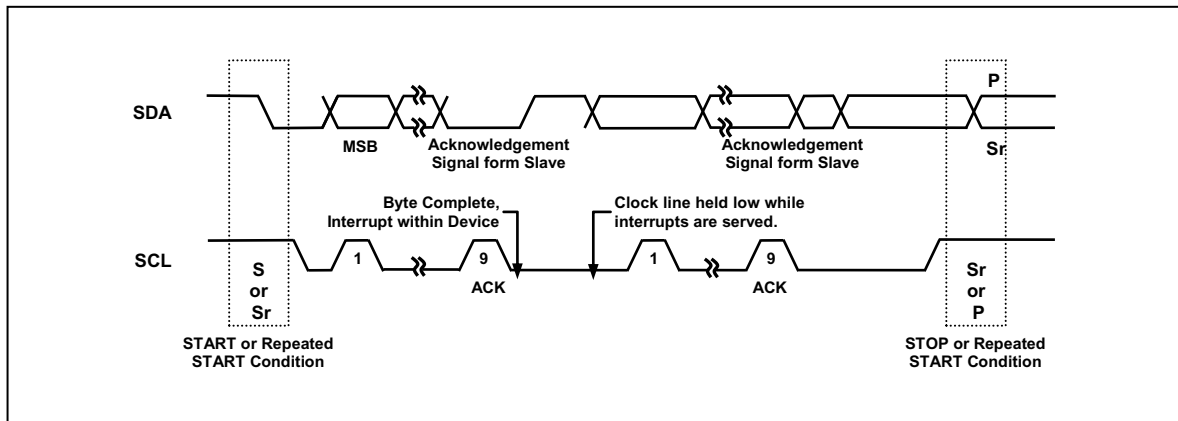 P
SDA
MSB
Acknowledgement
Signal form Slave
Acknowledgement
Signal form Slave
Sr
Byte Complete,
Interrupt within Device
Clock line held low while
interrupts are served.
SCL
1
9
1
9
ACK
ACK
S
or
Sr
Sr
or
P
START or Repeated
START Condition
STOP or Repeated
START Condition